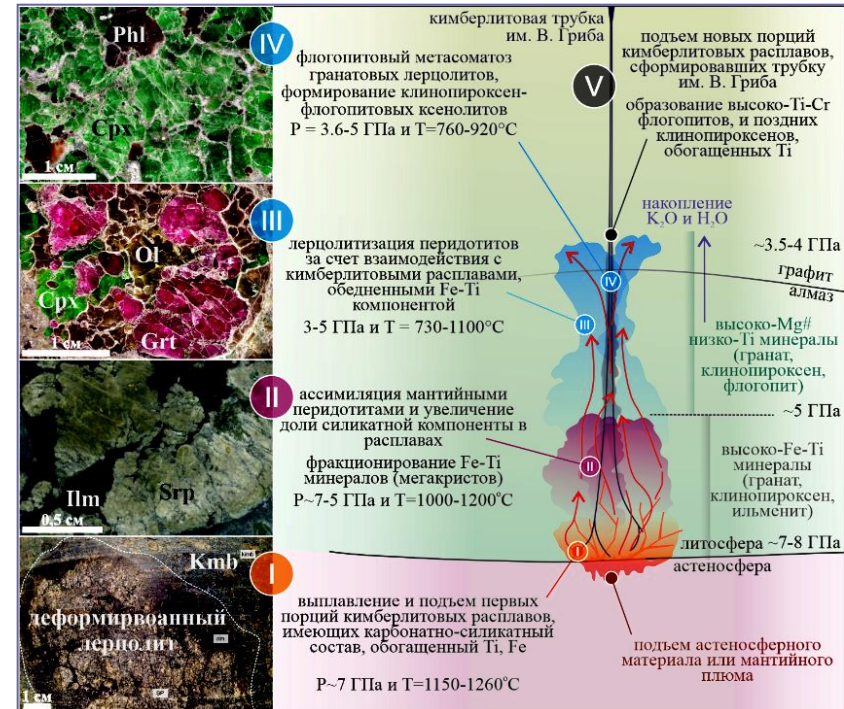 Phl
Cpx
1 см
IV
Ol
Cpx
Grt
1 см
III
Ilm
Srp
0,5 см
II
Kmb
kmb
деформирвоанный
лерполит
1 см
I
кимберлитовая трубка
им. В. Гриба
V
подъем новых порций
кимберлитовых расплавов,
сформировавших трубку
им. В. Гриба
образование высоко-Ti-Cr
флогопитов, и поздних
клинопироксенов,
обогащенных Ti
флогопитовый метасоматоз
гранатовых лерцолитов,
формирование клинопироксен-
флогопитовых ксенолитов
P = 3.6-5 ГПа и T=760-920°C
лерцолитизация перидотитов
за счет взаимодействия с
кимберлитовыми расплавами,
обедненными Fe-Ti
компонентой
3-5 ГПа и T = 730-1100°C
ассимиляция мантийными
перидотитами и увеличение
доли силикатной компоненты в
расплавах
фракционирование Fe-Ti
минералов (мегакристов)
P~7-5 ГПа и T=1000-1200°C
выплавление и подъем первых
порций кимберлитовых расплавов,
имеющих карбонатно-силикатный
состав, обогащенный Ti, Fe
P~7 ГПа и T=1150-1260°C
IV
III
II
I
накопление
K₂O и H₂O
~3.5-4 ГПа
графит
алмаз
высоко-Mg#
низко-Ti минералы
(гранат,
клинопироксен,
флогопит)
~5 ГПа
высоко-Fe-Ti
минералы
(гранат,
клинопироксен,
ильменит)
литосфера ~7-8 ГПа
астеносфера
подъем астеносферного
материала или мантийного
плюма